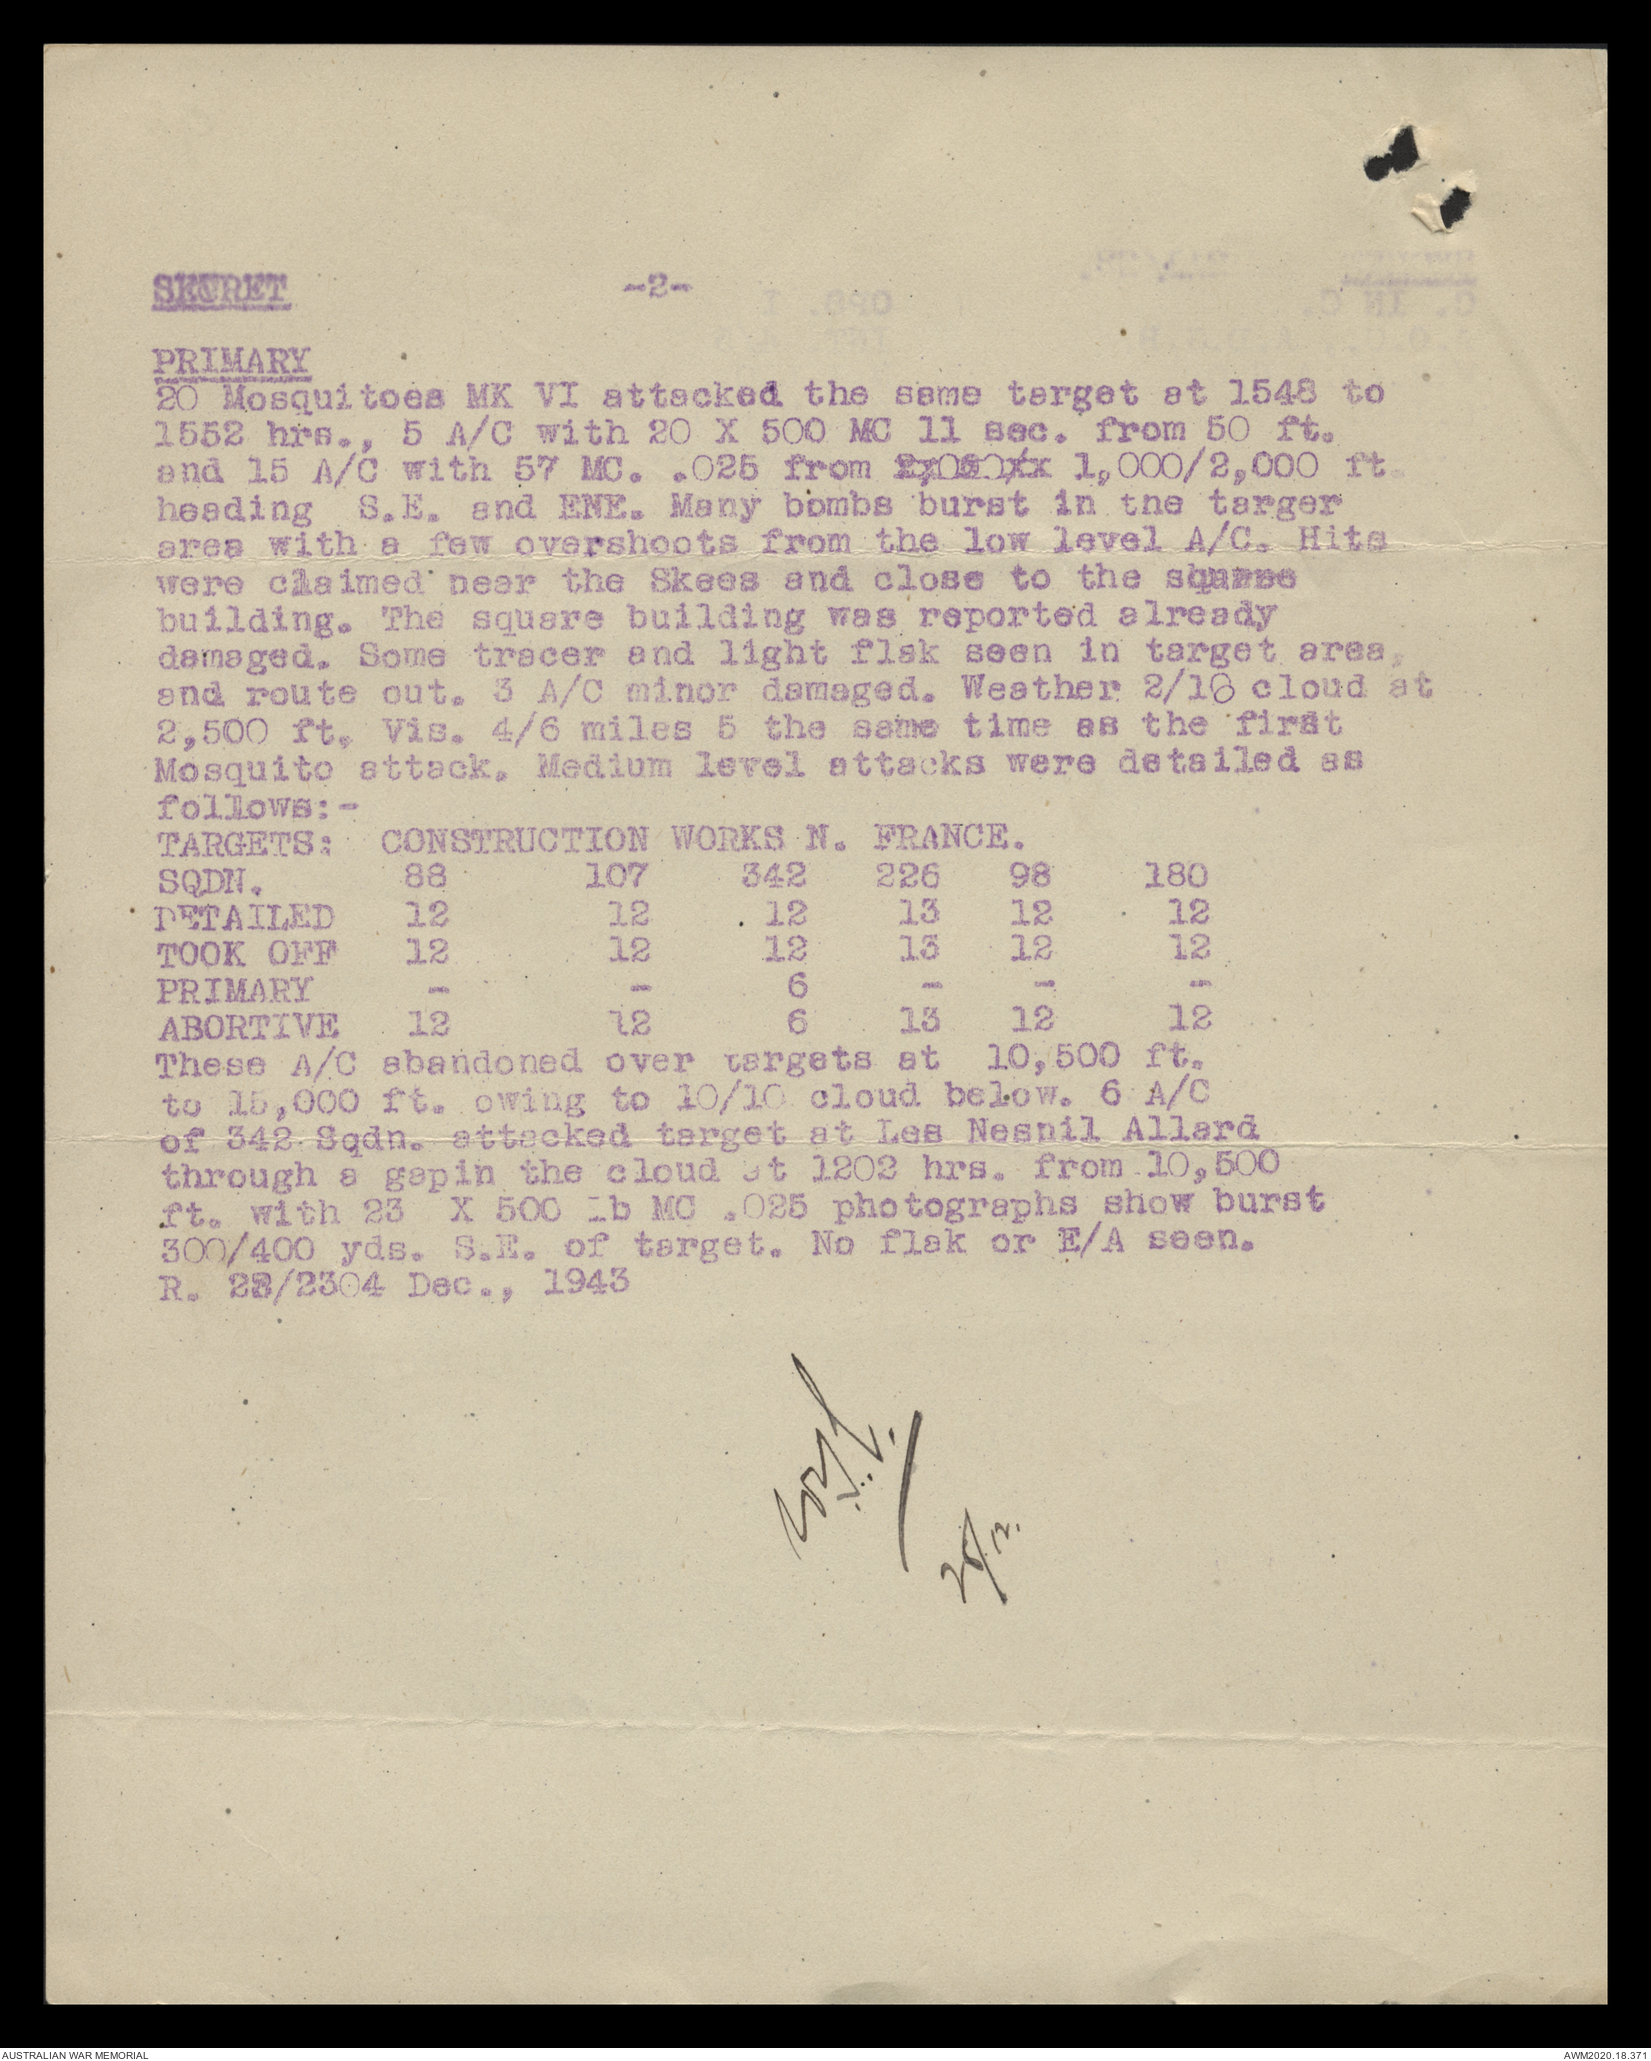 SECRET -2-
PRIMARY
20 Mosquitoes MK VI attacked the same target at 1548 to
1552 hrs., 5 A/C with 20 X 500 MC 11 sec. from 50 ft.
and 15 A/C with 57 MC. .025 from 1,000/2,000 ft.
heading S.E. and ENE. Many bombs burst in the targer
area with a few overshoots from the low level A/C. Hits
were claimed near the Skees and close to the square
building. The square building was reported already
damaged. Some tracer and light flak seen in target area,
and route out. 3 A/C minor damaged. Weather 2/10 cloud at
2,500 ft. Vis. 4/6 miles 5 the same time as the first
Mosquito attack. Medium level attacks were detailed as
follows:-
TARGETS: CONSTRUCTION WORKS N. FRANCE.
SQDN. 88 107 342 226 98 180
DETAILED 12 12 12 13 12 12
TOOK OFF 12 12 12 13 12 12
PRIMARY - - 6 - - -
ABORTIVE 12 12 6 13 12 12
These A/C abandoned over targets at 10,500 ft.
to 15,000 ft. owing to 10/10 cloud below. 6 A/C
of 342 Sqdn. attacked target at Les Nesnil Allard
through a gapin the cloud at 1202 hrs. from 10,500
ft. with 23 X 500 lb MC .025 photographs show burst
300/400 yds. S.E. of target. No flak or E/A seen.
R. 23/2304 Dec., 1943
AUSTRALIAN WAR MEMORIAL AWM2020.18.371